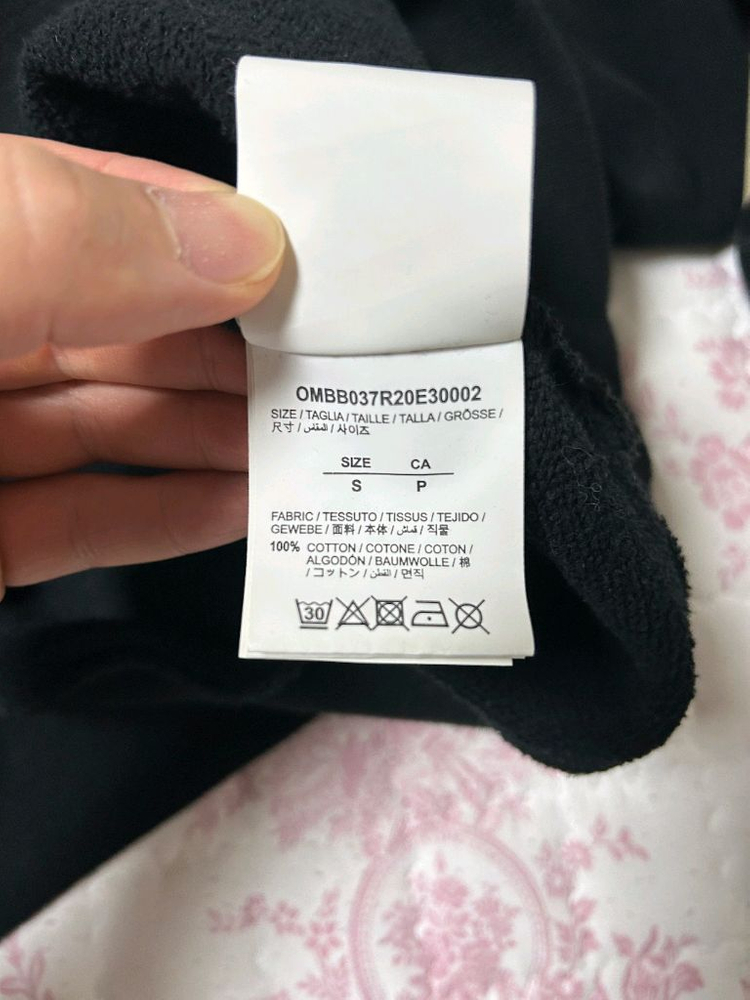 OMBB037R20E30002
SIZE / TAGLIA / TAILLE / TALLA / GRÖSSE /
尺寸 / المقاس / 사이즈
SIZE CA
S P
FABRIC / TESSUTO / TISSUS / TEJIDO /
GEWEBE / 面料 / 本体 / قماش / 직물
100% COTTON / COTONE / COTON /
ALGODÓN / BAUMWOLLE / 棉
/ コットン / القطن / 면직
30